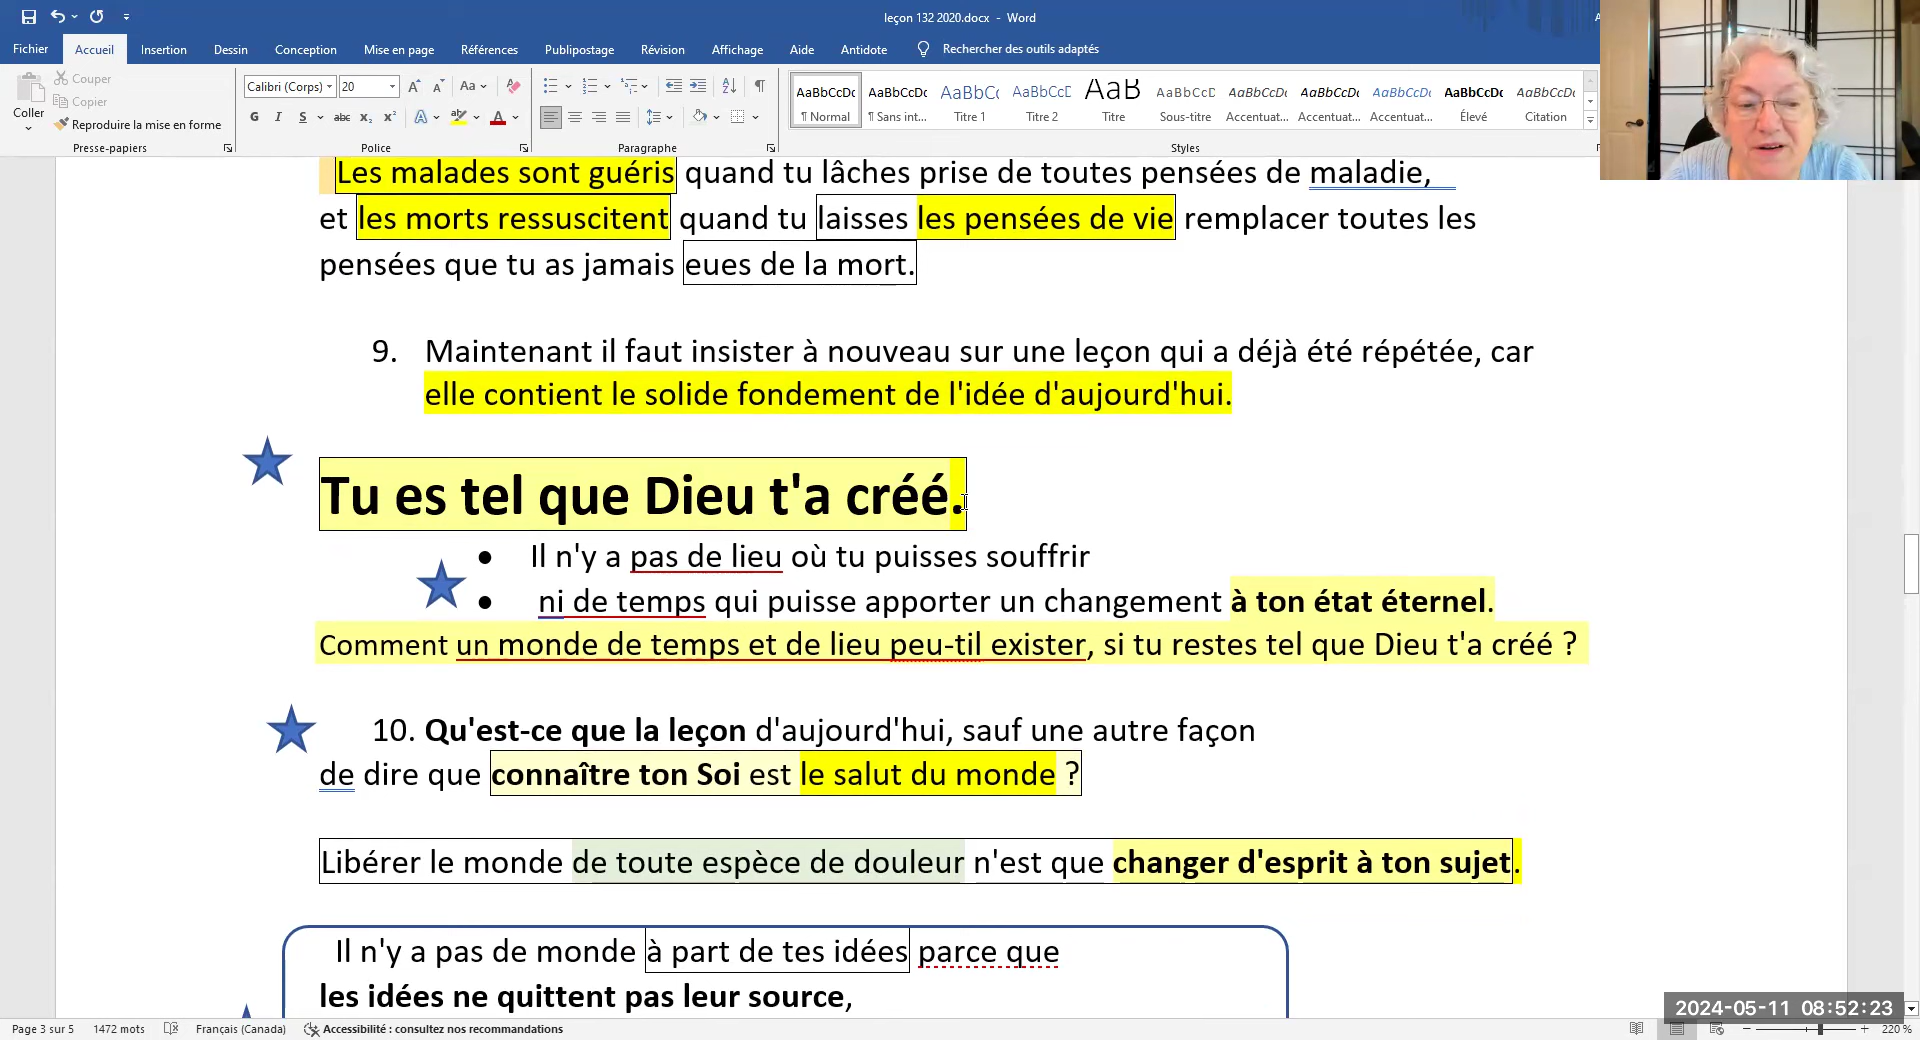 leçon 132 2020.docx - Word
Fichier Accueil Insertion Dessin Conception Mise en page Références Publipostage Révision Affichage Aide Antidote Rechercher des outils adaptés
Coller
Couper
Copier
Reproduire la mise en forme
Presse-papiers
Calibri (Corps) 20
Police
Paragraphe
AaBbCcDc AaBbCcDc AaBbCc AaBbCcD AaB AaBbCcD AaBbCcDc AaBbCcDc AaBbCcDc AaBbCcDc AaBbCcDc
¶ Normal ¶ Sans int... Titre 1 Titre 2 Titre Sous-titre Accentuat... Accentuat... Accentuat... Élevé Citation
Styles
Les malades sont guéris quand tu lâches prise de toutes pensées de maladie,
et les morts ressuscitent quand tu laisses les pensées de vie remplacer toutes les
pensées que tu as jamais eues de la mort.
9. Maintenant il faut insister à nouveau sur une leçon qui a déjà été répétée, car
elle contient le solide fondement de l'idée d'aujourd'hui.
Tu es tel que Dieu t'a créé.
• Il n'y a pas de lieu où tu puisses souffrir
• ni de temps qui puisse apporter un changement à ton état éternel.
Comment un monde de temps et de lieu peu-til exister, si tu restes tel que Dieu t'a créé ?
10. Qu'est-ce que la leçon d'aujourd'hui, sauf une autre façon
de dire que connaître ton Soi est le salut du monde ?
Libérer le monde de toute espèce de douleur n'est que changer d'esprit à ton sujet.
Il n'y a pas de monde à part de tes idées parce que
les idées ne quittent pas leur source,
2024-05-11 08:52:23
Page 3 sur 5 1472 mots Français (Canada) Accessibilité : consultez nos recommandations 220 %